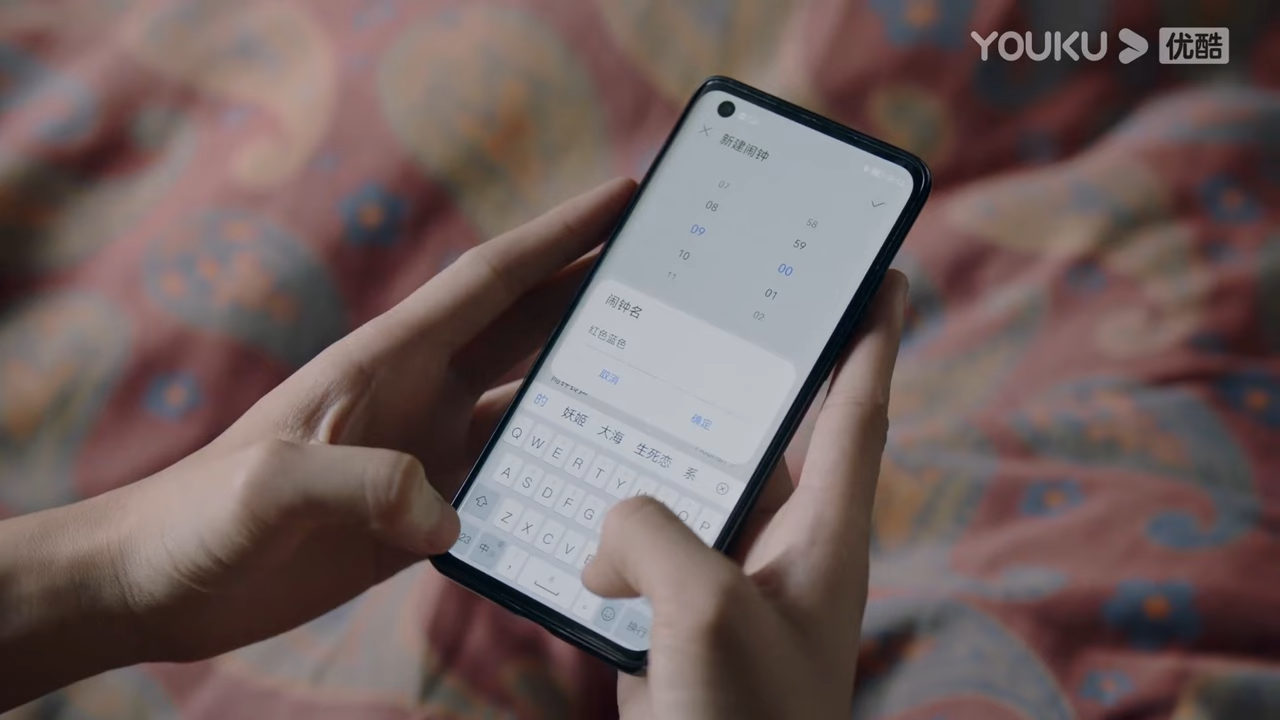 YOUKU 优酷
新建闹钟
07
08
09
10
11
58
59
00
01
02
闹钟名
红色蓝色
取消
确定
的 妖姬 大海 生死恋 系
Q W E R T Y O P
A S D F G
Z X C V
中 ,
换行